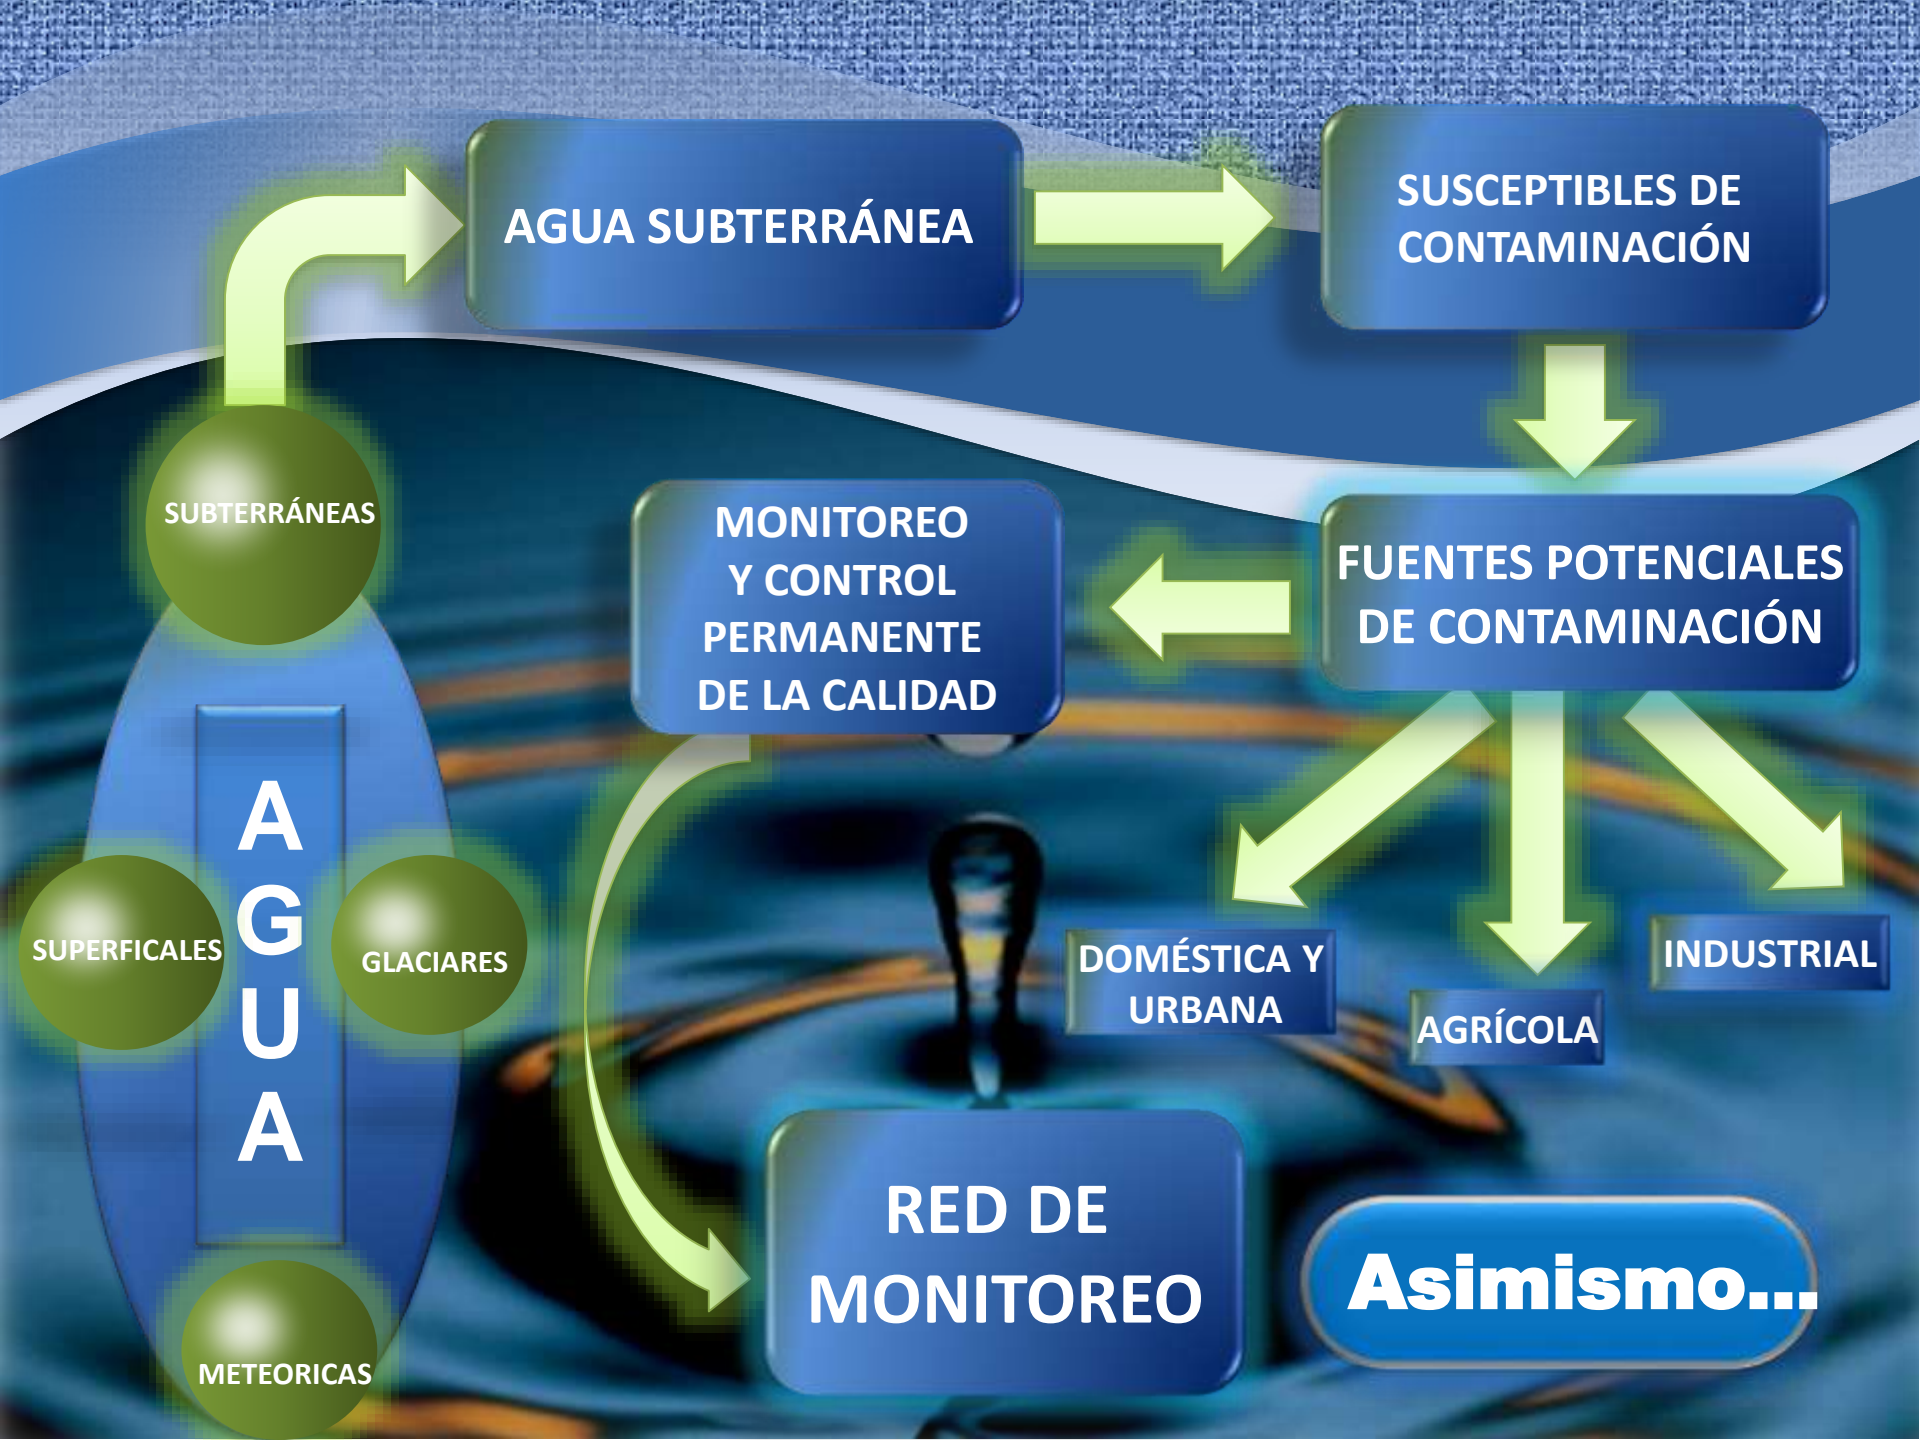 AGUA SUBTERRÁNEA
SUSCEPTIBLES DE
CONTAMINACIÓN
SUBTERRÁNEAS
MONITOREO
Y CONTROL
PERMANENTE
DE LA CALIDAD
FUENTES POTENCIALES
DE CONTAMINACIÓN
A
G
U
A
SUPERFICALES
GLACIARES
METEORICAS
DOMÉSTICA Y
URBANA
AGRÍCOLA
INDUSTRIAL
RED DE
MONITOREO
Asimismo...